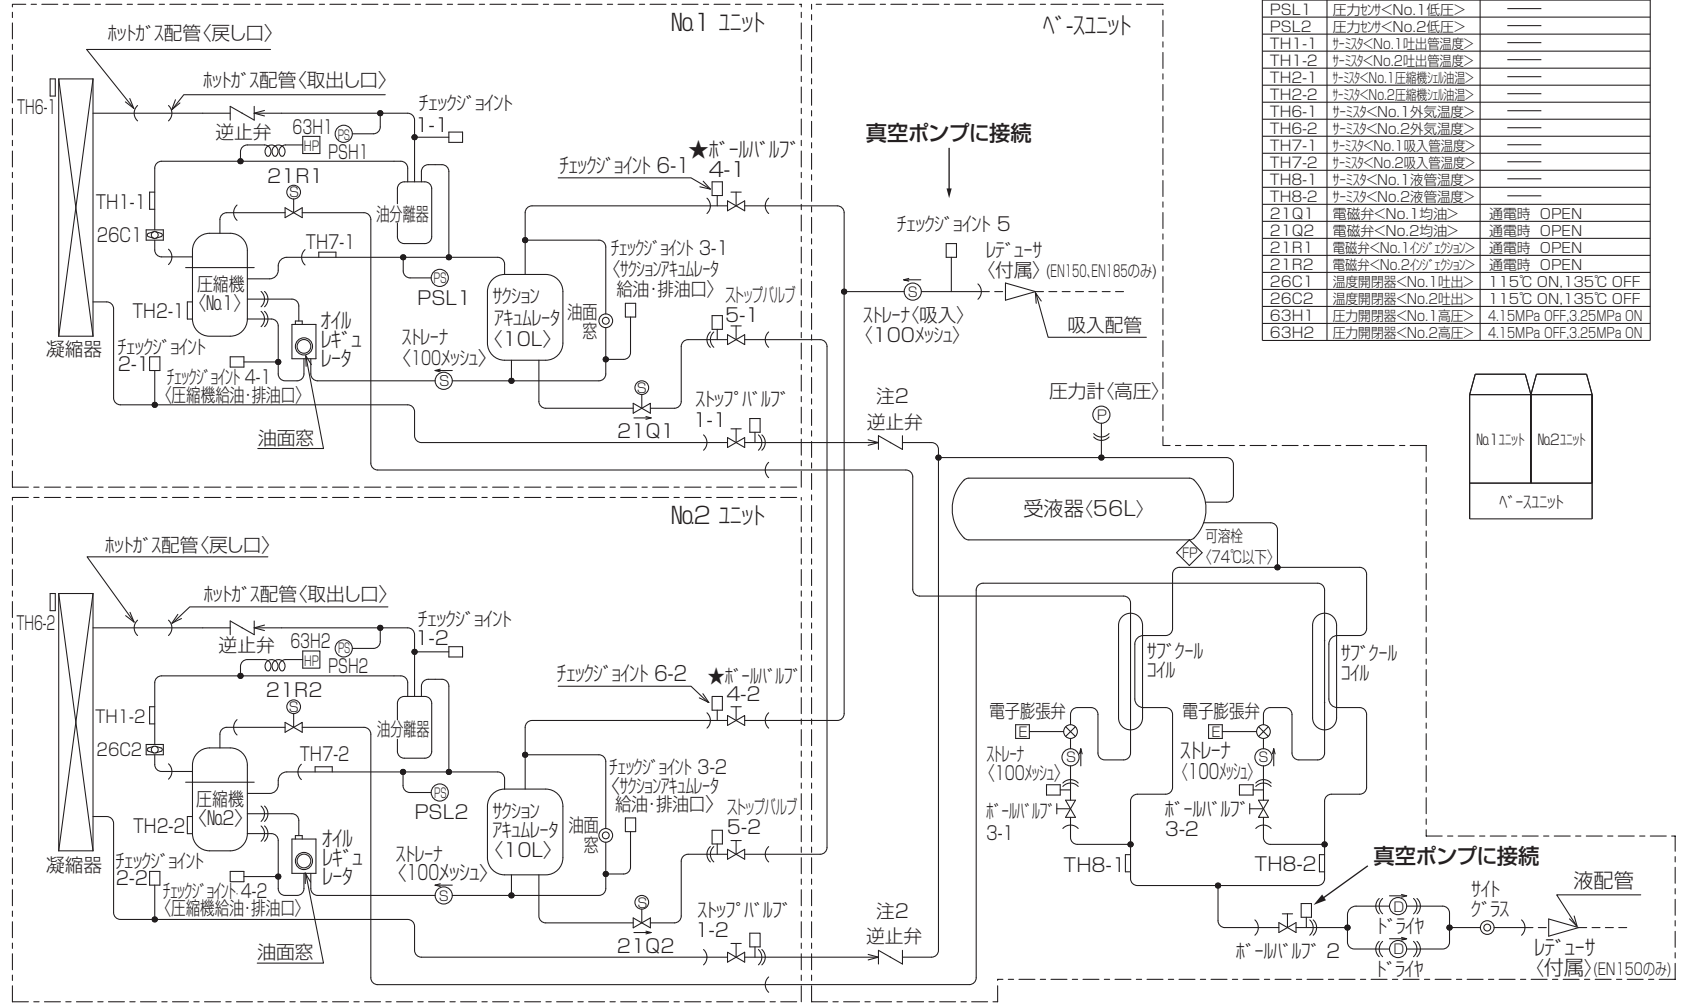 No.1 ユニット
ホットガス配管〈戻し口〉
ホットガス配管〈取出し口〉
TH6-1
逆止弁
63H1
HP
PS
PSH1
チェックジョイント
1-1
TH1-1
21R1
S
油分離器
26C1
TH7-1
圧縮機
〈No.1〉
PS
PSL1
TH2-1
オイル
レギュ
レータ
凝縮器
チェックジョイント
2-1
チェックジョイント 4-1
〈圧縮機給油・排油口〉
油面窓
ストレーナ
〈100メッシュ〉
S
サクション
アキュムレータ
〈10L〉
油面
窓
チェックジョイント 6-1
★ボールバルブ
4-1
チェックジョイント 3-1
〈サクションアキュムレータ
給油・排油口〉
ストップバルブ
5-1
S
21Q1
ストップバルブ
1-1
No.2 ユニット
ホットガス配管〈戻し口〉
ホットガス配管〈取出し口〉
TH6-2
逆止弁
63H2
HP
PS
PSH2
チェックジョイント
1-2
TH1-2
21R2
S
油分離器
26C2
TH7-2
圧縮機
〈No.2〉
PS
PSL2
TH2-2
オイル
レギュ
レータ
凝縮器
チェックジョイント
2-2
チェックジョイント 4-2
〈圧縮機給油・排油口〉
油面窓
ストレーナ
〈100メッシュ〉
S
サクション
アキュムレータ
〈10L〉
油面
窓
チェックジョイント 6-2
★ボールバルブ
4-2
チェックジョイント 3-2
〈サクションアキュムレータ
給油・排油口〉
ストップバルブ
5-2
S
21Q2
ストップバルブ
1-2
ベースユニット
真空ポンプに接続
チェックジョイント 5
レデューサ
〈付属〉(EN150、EN185のみ)
S
ストレーナ〈吸入〉
〈100メッシュ〉
吸入配管
圧力計〈高圧〉
P
注2
逆止弁
受液器〈56L〉
FP
可溶栓
〈74℃以下〉
サブクール
コイル
サブクール
コイル
電子膨張弁
E
ストレーナ
〈100メッシュ〉
S
ボールバルブ
3-1
電子膨張弁
E
ストレーナ
〈100メッシュ〉
S
ボールバルブ
3-2
TH8-1
TH8-2
注2
逆止弁
真空ポンプに接続
ボールバルブ 2
D
ドライヤ
D
ドライヤ
サイト
グラス
液配管
レデューサ
〈付属〉(EN150のみ)
PSL1 圧力センサ<No.1低圧> ——
PSL2 圧力センサ<No.2低圧> ——
TH1-1 サーミスタ<No.1吐出管温度> ——
TH1-2 サーミスタ<No.2吐出管温度> ——
TH2-1 サーミスタ<No.1圧縮機シェル油温> ——
TH2-2 サーミスタ<No.2圧縮機シェル油温> ——
TH6-1 サーミスタ<No.1外気温度> ——
TH6-2 サーミスタ<No.2外気温度> ——
TH7-1 サーミスタ<No.1吸入管温度> ——
TH7-2 サーミスタ<No.2吸入管温度> ——
TH8-1 サーミスタ<No.1液管温度> ——
TH8-2 サーミスタ<No.2液管温度> ——
21Q1 電磁弁<No.1均油> 通電時 OPEN
21Q2 電磁弁<No.2均油> 通電時 OPEN
21R1 電磁弁<No.1インジェクション> 通電時 OPEN
21R2 電磁弁<No.2インジェクション> 通電時 OPEN
26C1 温度開閉器<No.1吐出> 115℃ ON,135℃ OFF
26C2 温度開閉器<No.2吐出> 115℃ ON,135℃ OFF
63H1 圧力開閉器<No.1高圧> 4.15MPa OFF,3.25MPa ON
63H2 圧力開閉器<No.2高圧> 4.15MPa OFF,3.25MPa ON
No.1ユニット
No.2ユニット
ベースユニット